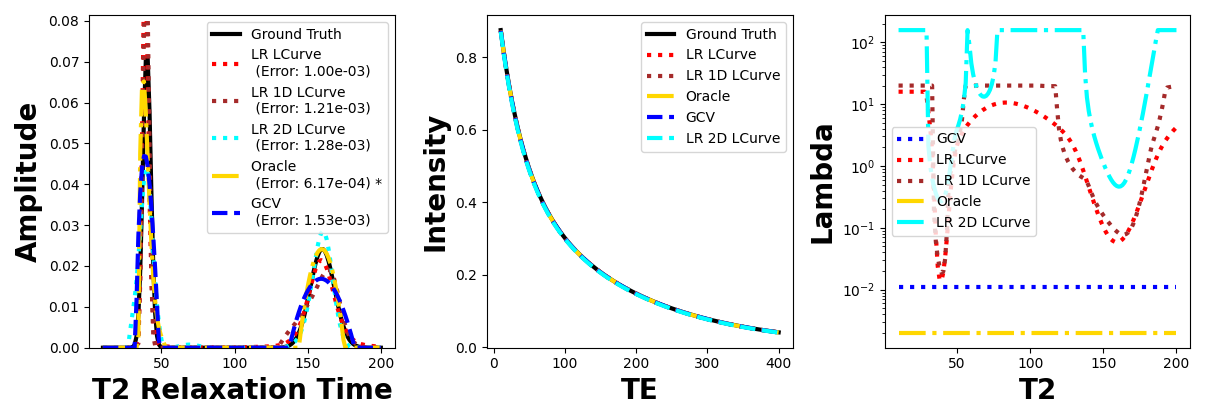 Amplitude
0.08
0.07
0.06
0.05
0.04
0.03
0.02
0.01
0.00
50
100
150
200
T2 Relaxation Time
Ground Truth
LR LCurve
(Error: 1.00e-03)
LR 1D LCurve
(Error: 1.21e-03)
LR 2D LCurve
(Error: 1.28e-03)
Oracle
(Error: 6.17e-04) *
GCV
(Error: 1.53e-03)
Intensity
0.8
0.6
0.4
0.2
0.0
0
100
200
300
400
TE
Ground Truth
LR LCurve
LR 1D LCurve
Oracle
GCV
LR 2D LCurve
Lambda
10²
10¹
10⁰
10⁻¹
10⁻²
50
100
150
200
T2
GCV
LR LCurve
LR 1D LCurve
Oracle
LR 2D LCurve